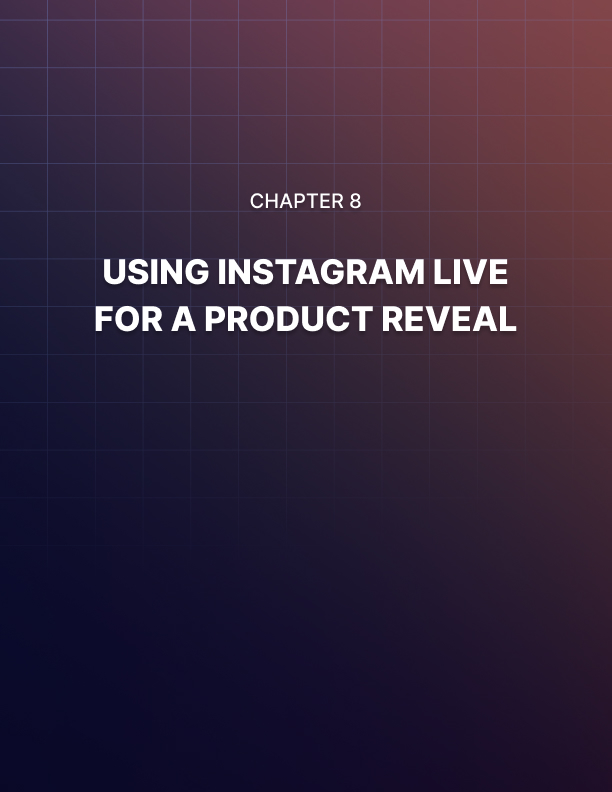 CHAPTER 8
USING INSTAGRAM LIVE
FOR A PRODUCT REVEAL